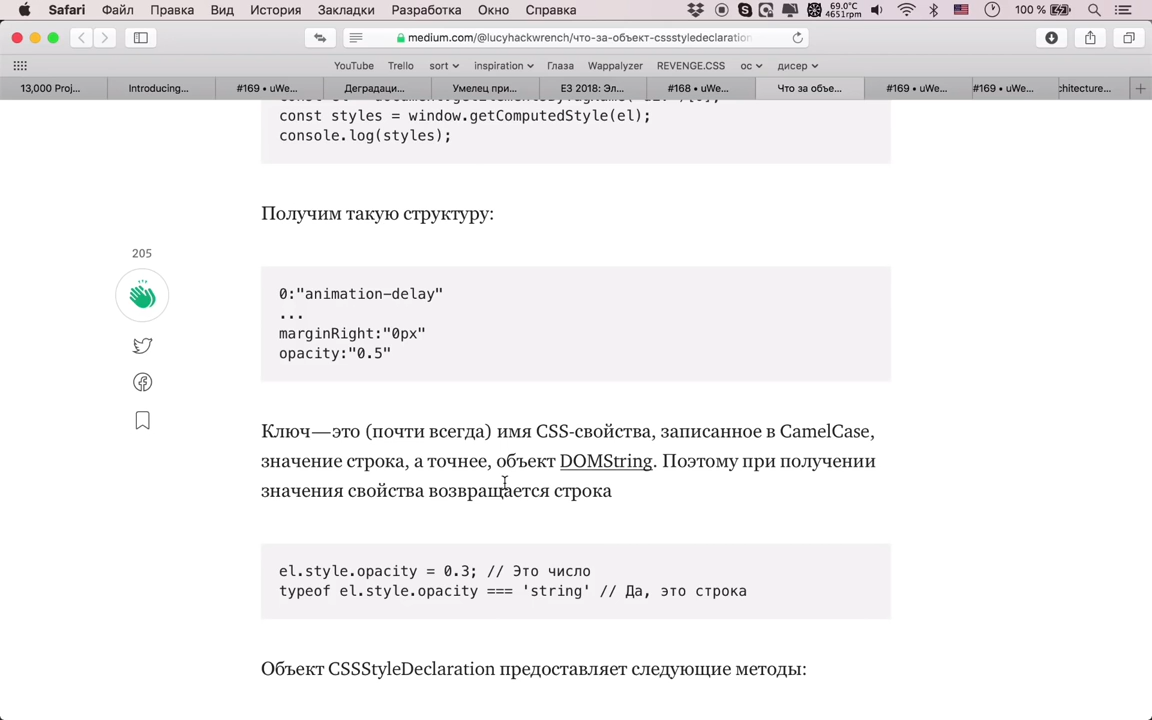 Safari Файл Правка Вид История Закладки Разработка Окно Справка 69.0°C 4651rpm 100 %
medium.com/@lucyhackwrench/что-за-объект-cssstyledeclaration
YouTube Trello sort inspiration Глаза Wappalyzer REVENGE.CSS ос дисер
13,000 Proj... Introducing... #169 • uWe... Деградаци... Умелец при... E3 2018: Эл... #168 • uWe... Что за объе... #169 • uWe... #169 • uWe... chitecture...
const styles = window.getComputedStyle(el);
console.log(styles);
Получим такую структуру:
205
0:"animation-delay"
...
marginRight:"0px"
opacity:"0.5"
Ключ — это (почти всегда) имя CSS-свойства, записанное в CamelCase,
значение строка, а точнее, объект DOMString. Поэтому при получении
значения свойства возвращается строка
el.style.opacity = 0.3; // Это число
typeof el.style.opacity === 'string' // Да, это строка
Объект CSSStyleDeclaration предоставляет следующие методы: